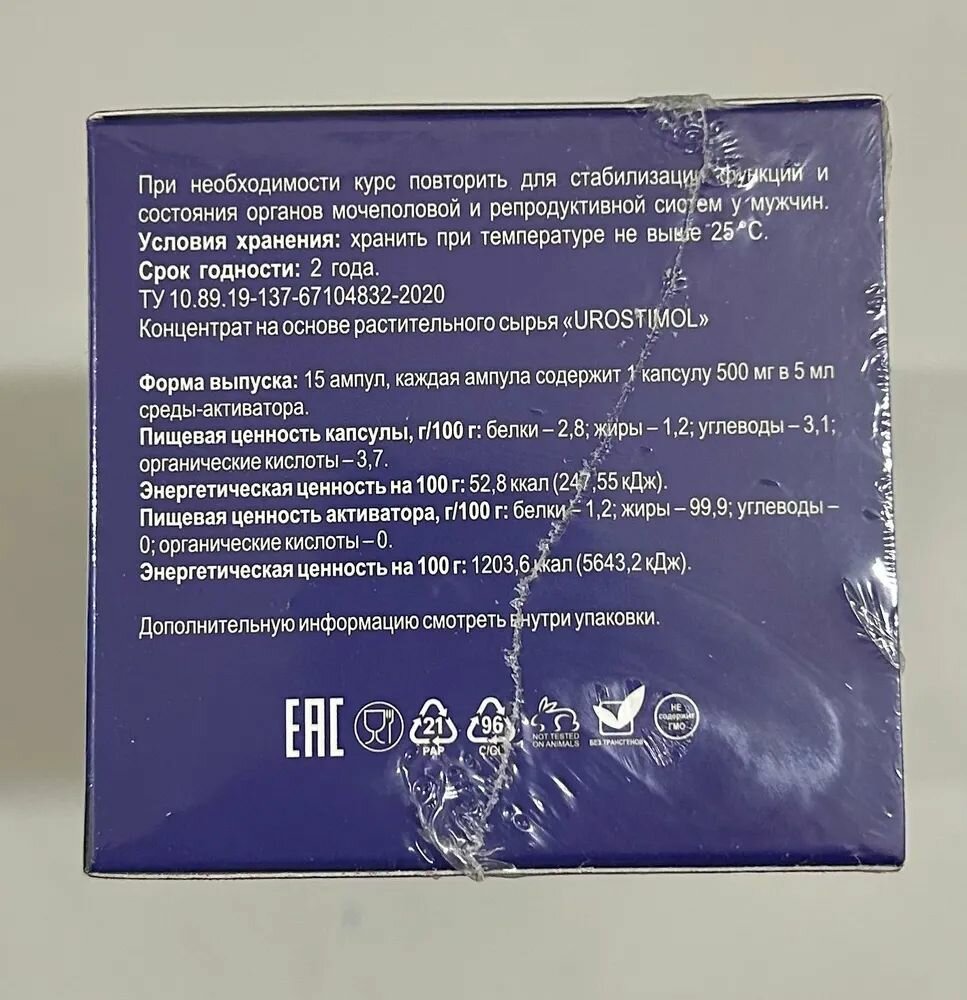 При необходимости курс повторить для стабилизации функций и
состояния органов мочеполовой и репродуктивной систем у мужчин.
Условия хранения: хранить при температуре не выше 25 °С.
Срок годности: 2 года.
ТУ 10.89.19-137-67104832-2020
Концентрат на основе растительного сырья «UROSTIMOL»
Форма выпуска: 15 ампул, каждая ампула содержит 1 капсулу 500 мг в 5 мл
среды-активатора.
Пищевая ценность капсулы, г/100 г: белки – 2,8; жиры – 1,2; углеводы – 3,1;
органические кислоты – 3,7.
Энергетическая ценность на 100 г: 52,8 ккал (247,55 кДж).
Пищевая ценность активатора, г/100 г: белки – 1,2; жиры – 99,9; углеводы –
0; органические кислоты – 0.
Энергетическая ценность на 100 г: 1203,6 ккал (5643,2 кДж).
Дополнительную информацию смотреть внутри упаковки.
EAC
21
PAP
96
C/GL
NOT TESTED
ON ANIMALS
БЕЗ ТРАНСГЕНОВ
НЕ
содержит
ГМО